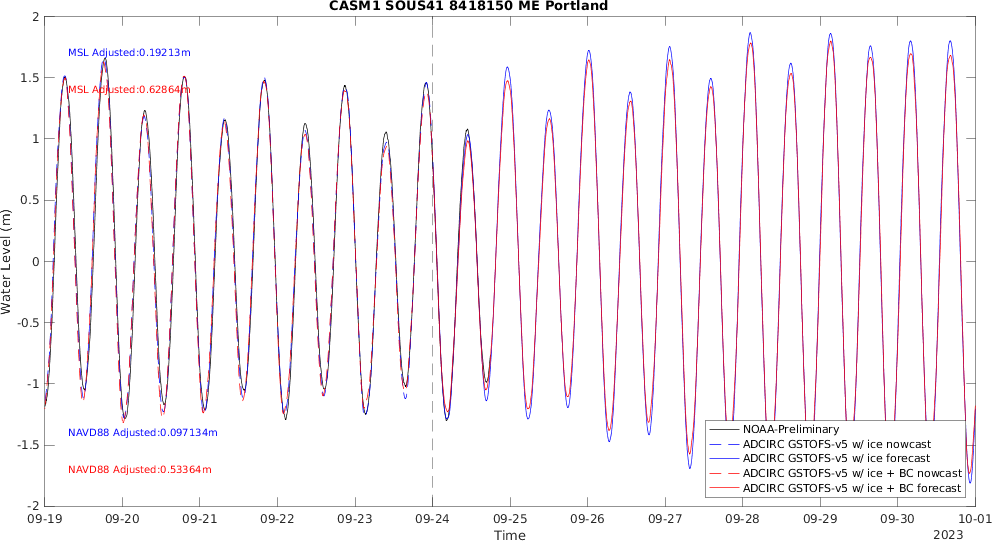 CASM1 SOUS41 8418150 ME Portland
2
1.5
1
0.5
0
-0.5
-1
-1.5
-2
Water Level (m)
MSL Adjusted:0.19213m
MSL Adjusted:0.62864m
NAVD88 Adjusted:0.097134m
NAVD88 Adjusted:0.53364m
NOAA-Preliminary
ADCIRC GSTOFS-v5 w/ ice nowcast
ADCIRC GSTOFS-v5 w/ ice forecast
ADCIRC GSTOFS-v5 w/ ice + BC nowcast
ADCIRC GSTOFS-v5 w/ ice + BC forecast
09-19 09-20 09-21 09-22 09-23 09-24 09-25 09-26 09-27 09-28 09-29 09-30 10-01
Time
2023